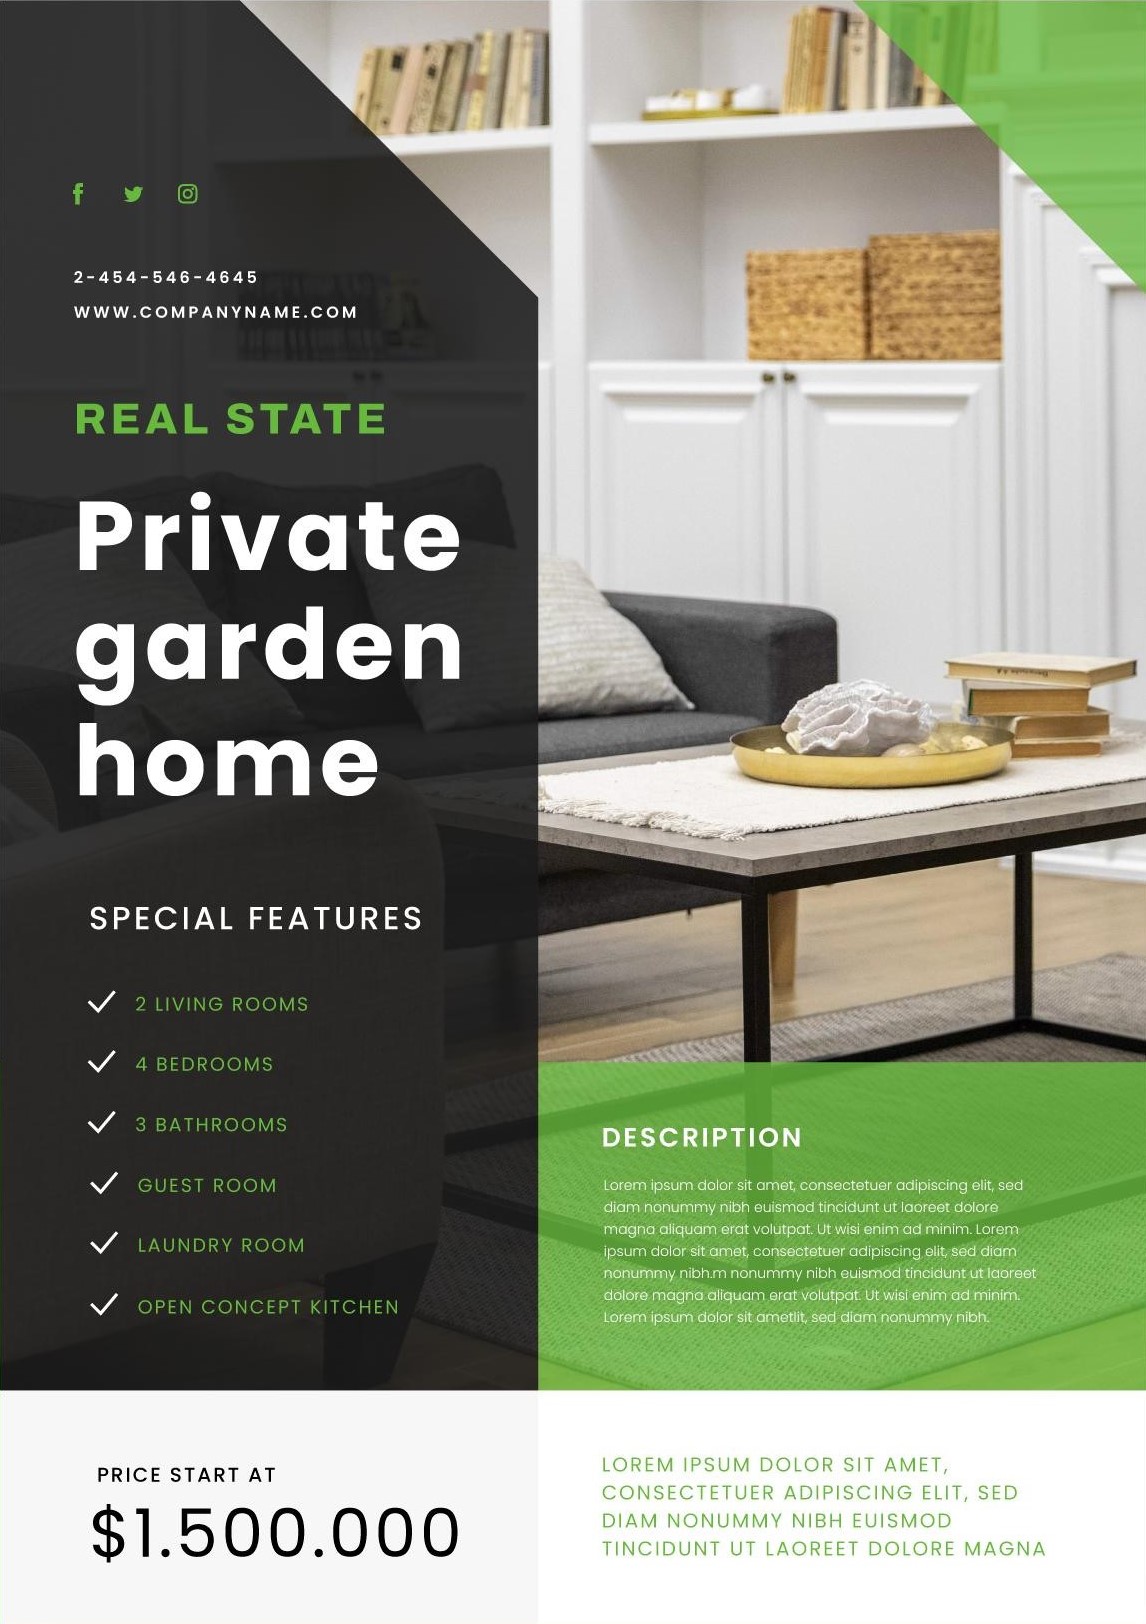 2-454-546-4645
WWW.COMPANYNAME.COM
REAL STATE
Private
garden
home
SPECIAL FEATURES
2 LIVING ROOMS
4 BEDROOMS
3 BATHROOMS
GUEST ROOM
LAUNDRY ROOM
OPEN CONCEPT KITCHEN
DESCRIPTION
Lorem ipsum dolor sit amet, consectetuer adipiscing elit, sed
diam nonummy nibh euismod tincidunt ut laoreet dolore
magna aliquam erat volutpat. Ut wisi enim ad minim. Lorem
ipsum dolor sit amet, consectetuer adipiscing elit, sed diam
nonummy nibh.m nonummy nibh euismod tincidunt ut laoreet
dolore magna aliquam erat volutpat. Ut wisi enim ad minim.
Lorem ipsum dolor sit ametlit, sed diam nonummy nibh.
PRICE START AT
$1.500.000
LOREM IPSUM DOLOR SIT AMET,
CONSECTETUER ADIPISCING ELIT, SED
DIAM NONUMMY NIBH EUISMOD
TINCIDUNT UT LAOREET DOLORE MAGNA